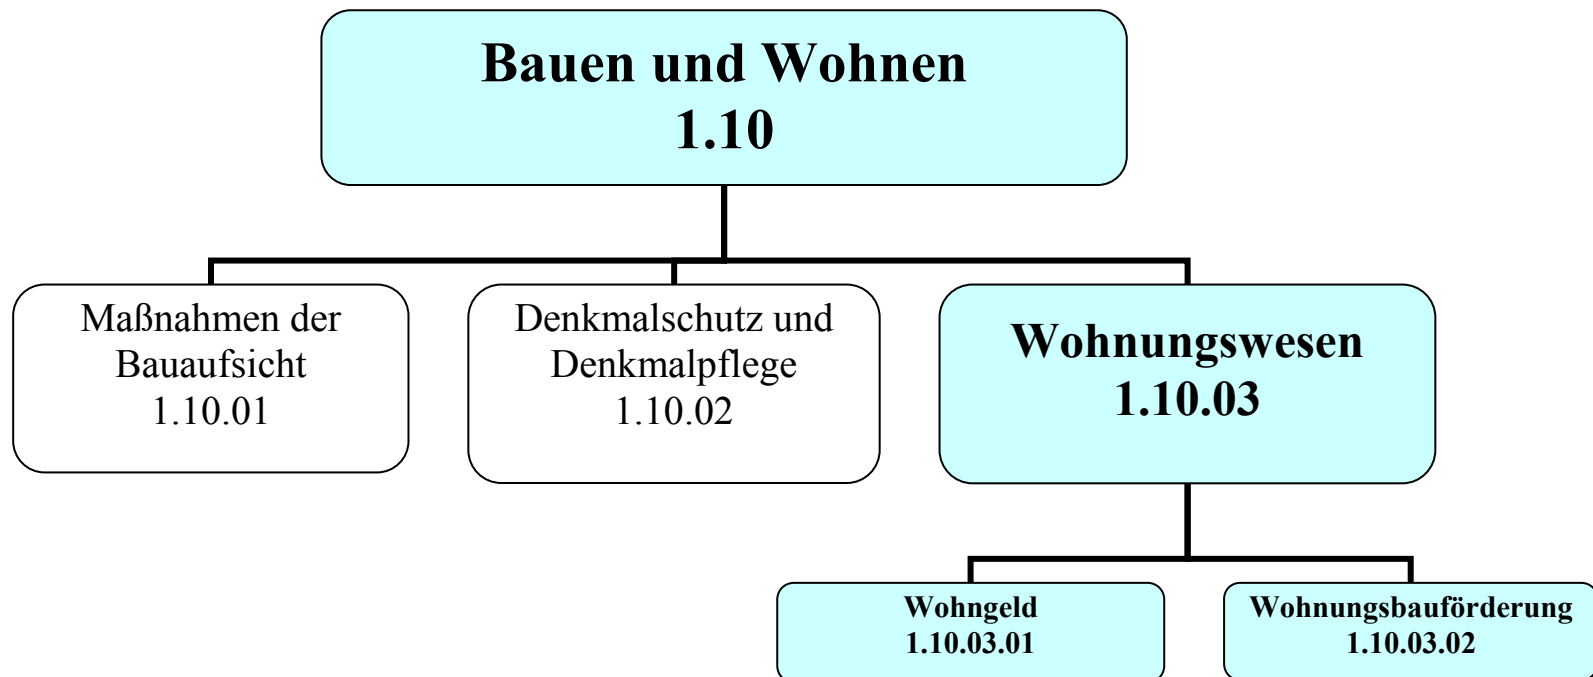 Bauen und Wohnen
1.10
Maßnahmen der
Bauaufsicht
1.10.01
Denkmalschutz und
Denkmalpflege
1.10.02
Wohnungswesen
1.10.03
Wohngeld
1.10.03.01
Wohnungsbauförderung
1.10.03.02